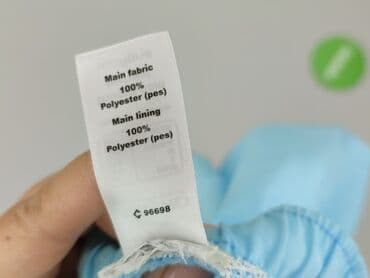 Main fabric
100%
Polyester (pes)
Main lining
100%
Polyester (pes)
96698